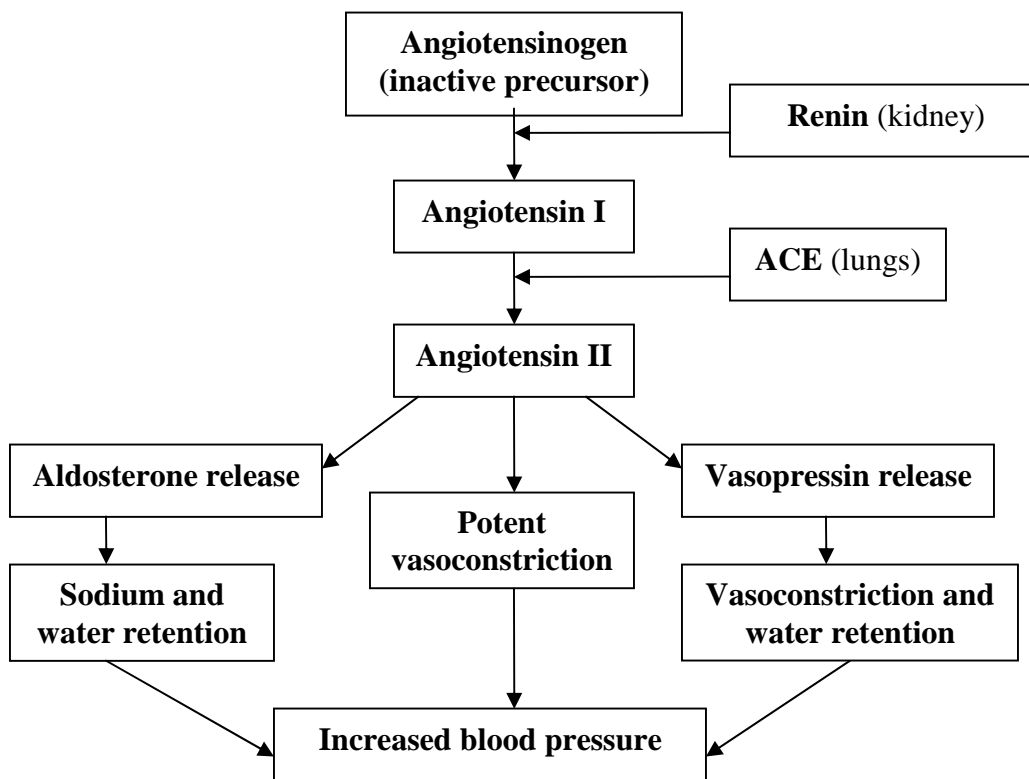 Angiotensinogen
(inactive precursor)
Renin (kidney)
Angiotensin I
ACE (lungs)
Angiotensin II
Aldosterone release
Vasopressin release
Potent
vasoconstriction
Sodium and
water retention
Vasoconstriction and
water retention
Increased blood pressure